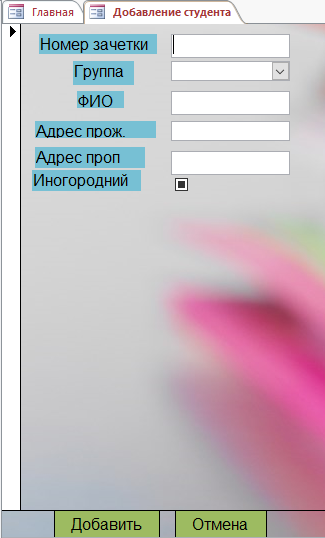 Главная
Добавление студента
Номер зачетки
Группа
ФИО
Адрес прож.
Адрес проп
Иногородний
Добавить
Отмена